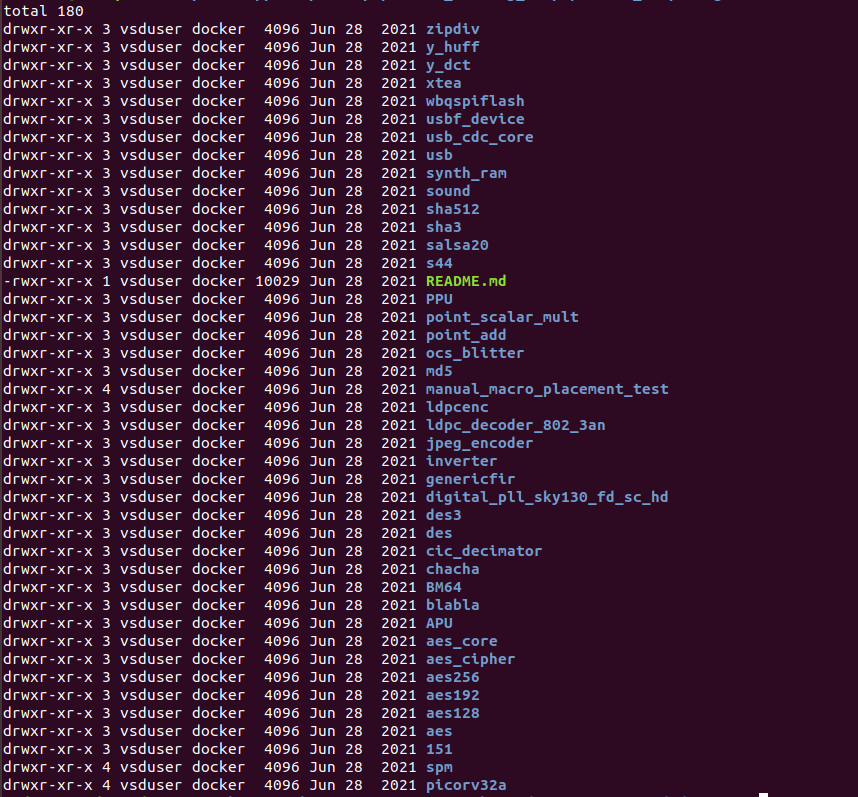 total 180
drwxr-xr-x 3 vsduser docker  4096 Jun 28  2021 zipdiv
drwxr-xr-x 3 vsduser docker  4096 Jun 28  2021 y_huff
drwxr-xr-x 3 vsduser docker  4096 Jun 28  2021 y_dct
drwxr-xr-x 3 vsduser docker  4096 Jun 28  2021 xtea
drwxr-xr-x 3 vsduser docker  4096 Jun 28  2021 wbqspiflash
drwxr-xr-x 3 vsduser docker  4096 Jun 28  2021 usbf_device
drwxr-xr-x 3 vsduser docker  4096 Jun 28  2021 usb_cdc_core
drwxr-xr-x 3 vsduser docker  4096 Jun 28  2021 usb
drwxr-xr-x 3 vsduser docker  4096 Jun 28  2021 synth_ram
drwxr-xr-x 3 vsduser docker  4096 Jun 28  2021 sound
drwxr-xr-x 3 vsduser docker  4096 Jun 28  2021 sha512
drwxr-xr-x 3 vsduser docker  4096 Jun 28  2021 sha3
drwxr-xr-x 3 vsduser docker  4096 Jun 28  2021 salsa20
drwxr-xr-x 3 vsduser docker  4096 Jun 28  2021 s44
-rwxr-xr-x 1 vsduser docker 10029 Jun 28  2021 README.md
drwxr-xr-x 3 vsduser docker  4096 Jun 28  2021 PPU
drwxr-xr-x 3 vsduser docker  4096 Jun 28  2021 point_scalar_mult
drwxr-xr-x 3 vsduser docker  4096 Jun 28  2021 point_add
drwxr-xr-x 3 vsduser docker  4096 Jun 28  2021 ocs_blitter
drwxr-xr-x 3 vsduser docker  4096 Jun 28  2021 md5
drwxr-xr-x 4 vsduser docker  4096 Jun 28  2021 manual_macro_placement_test
drwxr-xr-x 3 vsduser docker  4096 Jun 28  2021 ldpcenc
drwxr-xr-x 3 vsduser docker  4096 Jun 28  2021 ldpc_decoder_802_3an
drwxr-xr-x 3 vsduser docker  4096 Jun 28  2021 jpeg_encoder
drwxr-xr-x 3 vsduser docker  4096 Jun 28  2021 inverter
drwxr-xr-x 3 vsduser docker  4096 Jun 28  2021 genericfir
drwxr-xr-x 3 vsduser docker  4096 Jun 28  2021 digital_pll_sky130_fd_sc_hd
drwxr-xr-x 3 vsduser docker  4096 Jun 28  2021 des3
drwxr-xr-x 3 vsduser docker  4096 Jun 28  2021 des
drwxr-xr-x 3 vsduser docker  4096 Jun 28  2021 cic_decimator
drwxr-xr-x 3 vsduser docker  4096 Jun 28  2021 chacha
drwxr-xr-x 3 vsduser docker  4096 Jun 28  2021 BM64
drwxr-xr-x 3 vsduser docker  4096 Jun 28  2021 blabla
drwxr-xr-x 3 vsduser docker  4096 Jun 28  2021 APU
drwxr-xr-x 3 vsduser docker  4096 Jun 28  2021 aes_core
drwxr-xr-x 3 vsduser docker  4096 Jun 28  2021 aes_cipher
drwxr-xr-x 3 vsduser docker  4096 Jun 28  2021 aes256
drwxr-xr-x 3 vsduser docker  4096 Jun 28  2021 aes192
drwxr-xr-x 3 vsduser docker  4096 Jun 28  2021 aes128
drwxr-xr-x 3 vsduser docker  4096 Jun 28  2021 aes
drwxr-xr-x 3 vsduser docker  4096 Jun 28  2021 151
drwxr-xr-x 4 vsduser docker  4096 Jun 28  2021 spm
drwxr-xr-x 4 vsduser docker  4096 Jun 28  2021 picorv32a